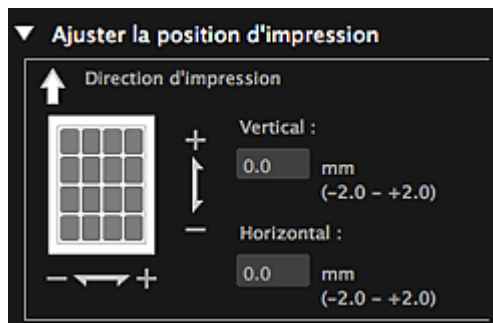 Ajuster la position d'impression
Direction d'impression
+
Vertical :
0.0 mm
(-2.0 – +2.0)
−
Horizontal :
− +
0.0 mm
(-2.0 – +2.0)